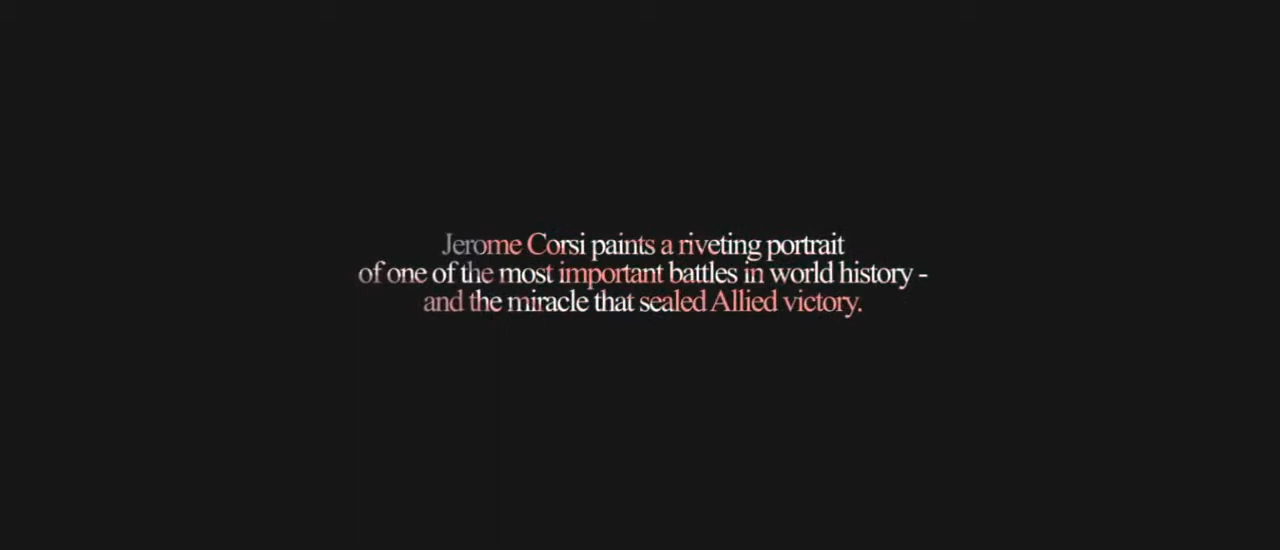 Jerome Corsi paints a riveting portrait
of one of the most important battles in world history -
and the miracle that sealed Allied victory.